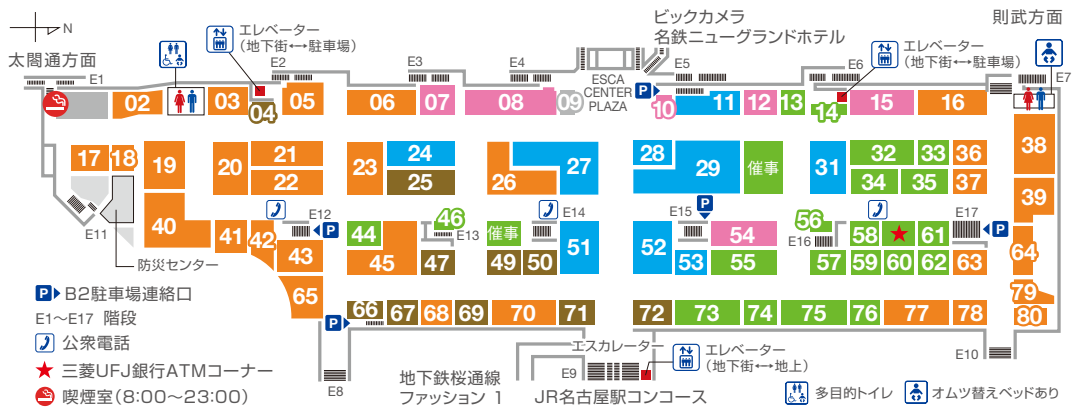 N
太閤通方面
エレベーター
(地下街↔駐車場)
ビックカメラ
名鉄ニューグランドホテル
則武方面
エレベーター
(地下街↔駐車場)
E1
E2
E3
E4
ESCA
CENTER
PLAZA
E5
E6
E7
02
03
04
05
06
07
08
09
P
10
11
12
13
14
15
16
17
18
19
20
21
22
23
24
25
26
27
28
29
催事
31
32
33
34
35
36
37
38
39
40
41
42
43
44
45
46
47
催事
49
50
51
52
53
54
55
56
57
58
59
60
61
62
63
64
65
E11
E12
P
E13
E14
E15
P
E16
E17
P
防災センター
66
67
68
69
70
71
72
73
74
75
76
77
78
79
80
P
P B2駐車場連絡口
E1〜E17 階段
公衆電話
★ 三菱UFJ銀行ATMコーナー
喫煙室(8:00〜23:00)
E8
地下鉄桜通線
ファッション 1
エスカレーター
E9
JR名古屋駅コンコース
エレベーター
(地下街↔地上)
E10
多目的トイレ
オムツ替えベッドあり